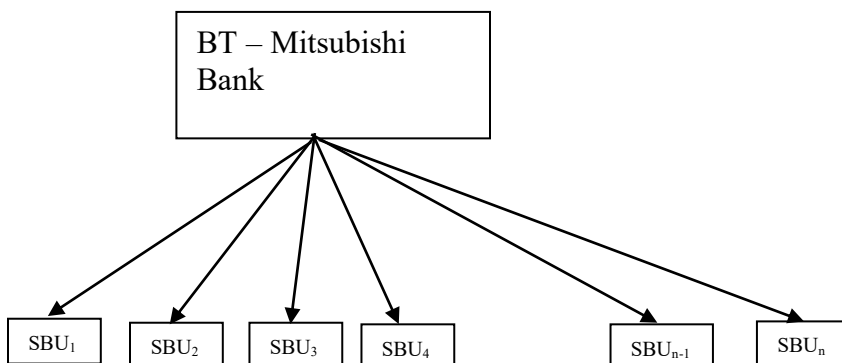 BT – Mitsubishi
Bank
SBU₁
SBU₂
SBU₃
SBU₄
SBUₙ₋₁
SBUₙ